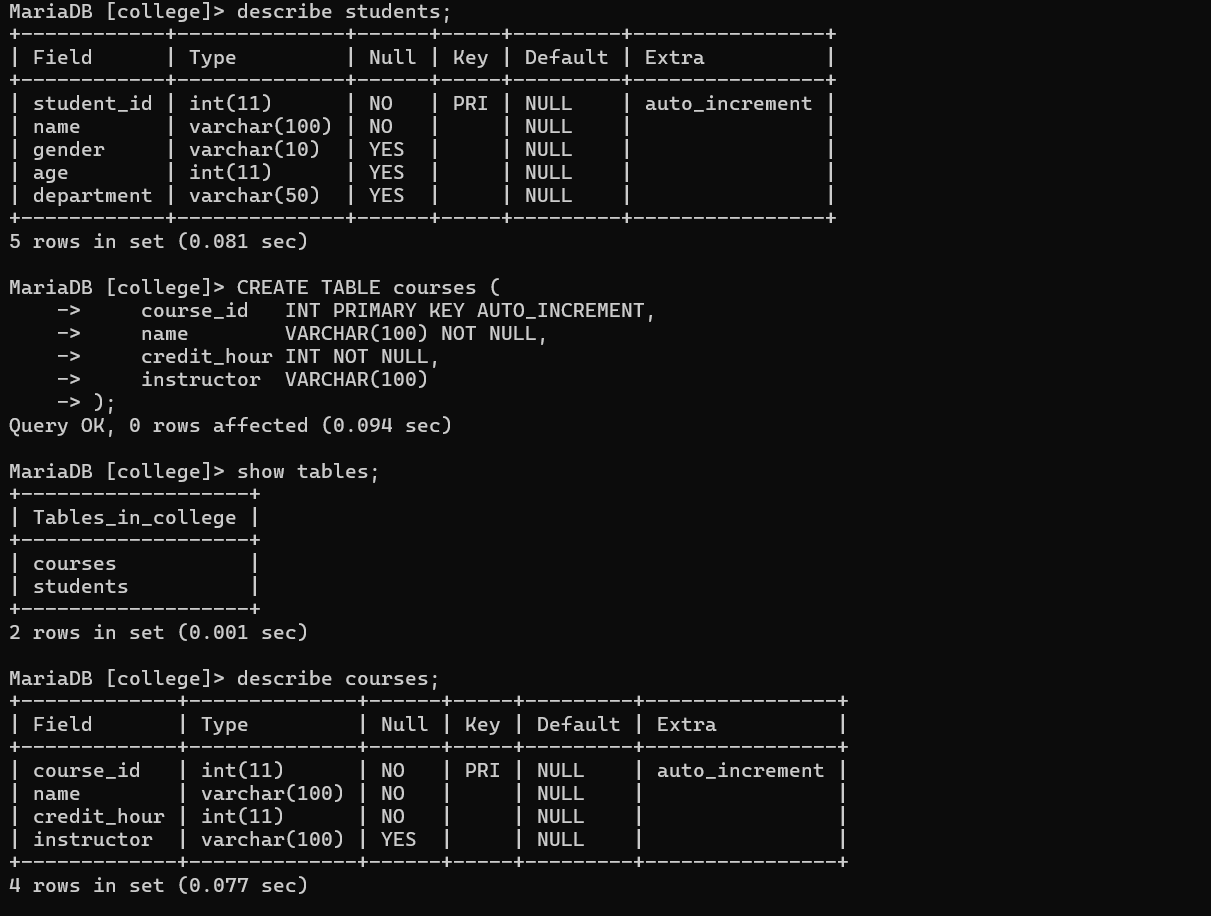 MariaDB [college]> describe students;
+------------+--------------+------+-----+---------+----------------+
| Field      | Type         | Null | Key | Default | Extra          |
+------------+--------------+------+-----+---------+----------------+
| student_id | int(11)      | NO   | PRI | NULL    | auto_increment |
| name       | varchar(100) | NO   |     | NULL    |                |
| gender     | varchar(10)  | YES  |     | NULL    |                |
| age        | int(11)      | YES  |     | NULL    |                |
| department | varchar(50)  | YES  |     | NULL    |                |
+------------+--------------+------+-----+---------+----------------+
5 rows in set (0.081 sec)

MariaDB [college]> CREATE TABLE courses (
    ->     course_id   INT PRIMARY KEY AUTO_INCREMENT,
    ->     name        VARCHAR(100) NOT NULL,
    ->     credit_hour INT NOT NULL,
    ->     instructor  VARCHAR(100)
    -> );
Query OK, 0 rows affected (0.094 sec)

MariaDB [college]> show tables;
+-------------------+
| Tables_in_college |
+-------------------+
| courses           |
| students          |
+-------------------+
2 rows in set (0.001 sec)

MariaDB [college]> describe courses;
+-------------+--------------+------+-----+---------+----------------+
| Field       | Type         | Null | Key | Default | Extra          |
+-------------+--------------+------+-----+---------+----------------+
| course_id   | int(11)      | NO   | PRI | NULL    | auto_increment |
| name        | varchar(100) | NO   |     | NULL    |                |
| credit_hour | int(11)      | NO   |     | NULL    |                |
| instructor  | varchar(100) | YES  |     | NULL    |                |
+-------------+--------------+------+-----+---------+----------------+
4 rows in set (0.077 sec)